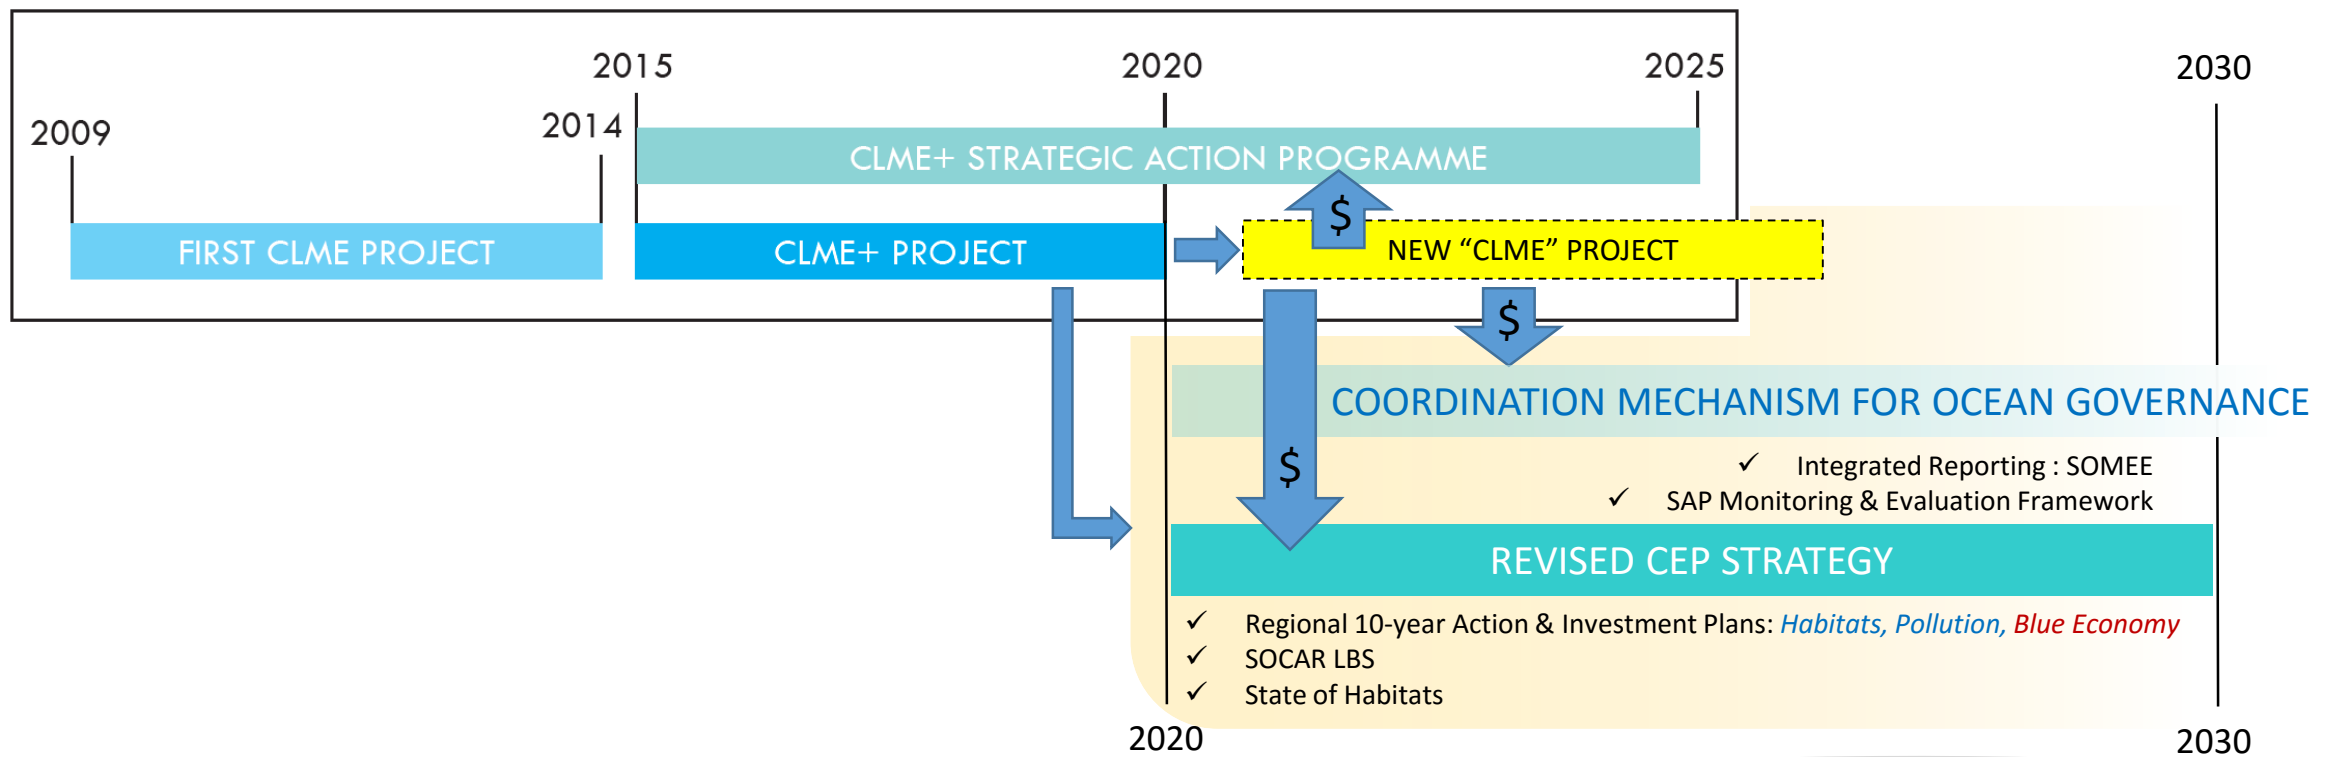 2015
2020
2025
2030
2009
2014
CLME+ STRATEGIC ACTION PROGRAMME
$
FIRST CLME PROJECT
CLME+ PROJECT
NEW “CLME” PROJECT
$
COORDINATION MECHANISM FOR OCEAN GOVERNANCE
$
✓ Integrated Reporting : SOMEE
✓ SAP Monitoring & Evaluation Framework
REVISED CEP STRATEGY
✓ Regional 10-year Action & Investment Plans: Habitats, Pollution, Blue Economy
✓ SOCAR LBS
✓ State of Habitats
2020
2030